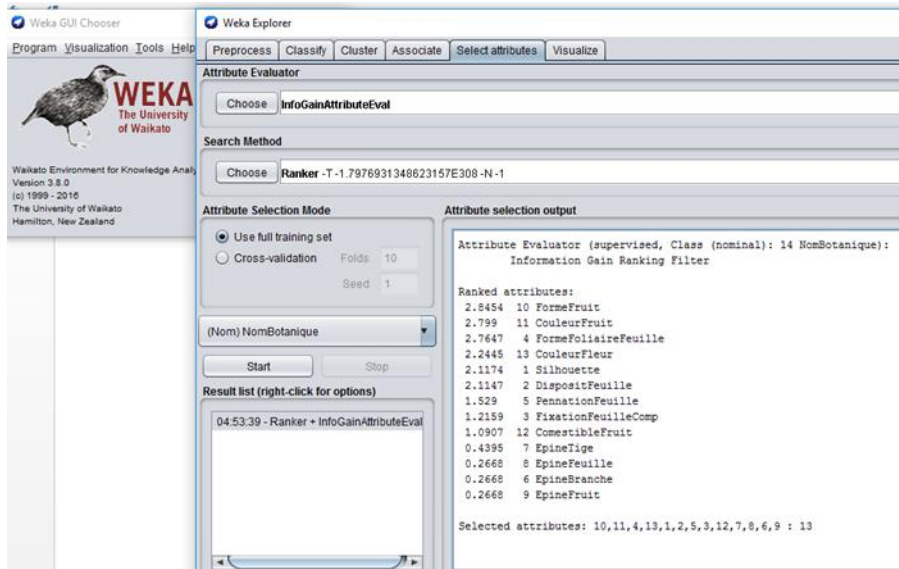 Weka GUI Chooser
Program Visualization Tools Help
WEKA
The University
of Waikato
Waikato Environment for Knowledge Analy
Version 3.8.0
(c) 1999 - 2016
The University of Waikato
Hamilton, New Zealand
Weka Explorer
Preprocess Classify Cluster Associate Select attributes Visualize
Attribute Evaluator
Choose InfoGainAttributeEval
Search Method
Choose Ranker -T -1.7976931348623157E308 -N -1
Attribute Selection Mode
Use full training set
Cross-validation Folds 10
Seed 1
(Nom) NomBotanique
Start Stop
Result list (right-click for options)
04:53:39 - Ranker + InfoGainAttributeEval
Attribute selection output
Attribute Evaluator (supervised, Class (nominal): 14 NomBotanique):
Information Gain Ranking Filter
Ranked attributes:
2.8454 10 FormeFruit
2.799 11 CouleurFruit
2.7647 4 FormeFoliaireFeuille
2.2445 13 CouleurFleur
2.1174 1 Silhouette
2.1147 2 DispositFeuille
1.529 5 PennationFeuille
1.2159 3 FixationFeuilleComp
1.0907 12 ComestibleFruit
0.4395 7 EpineTige
0.2668 8 EpineFeuille
0.2668 6 EpineBranche
0.2668 9 EpineFruit
Selected attributes: 10,11,4,13,1,2,5,3,12,7,8,6,9 : 13